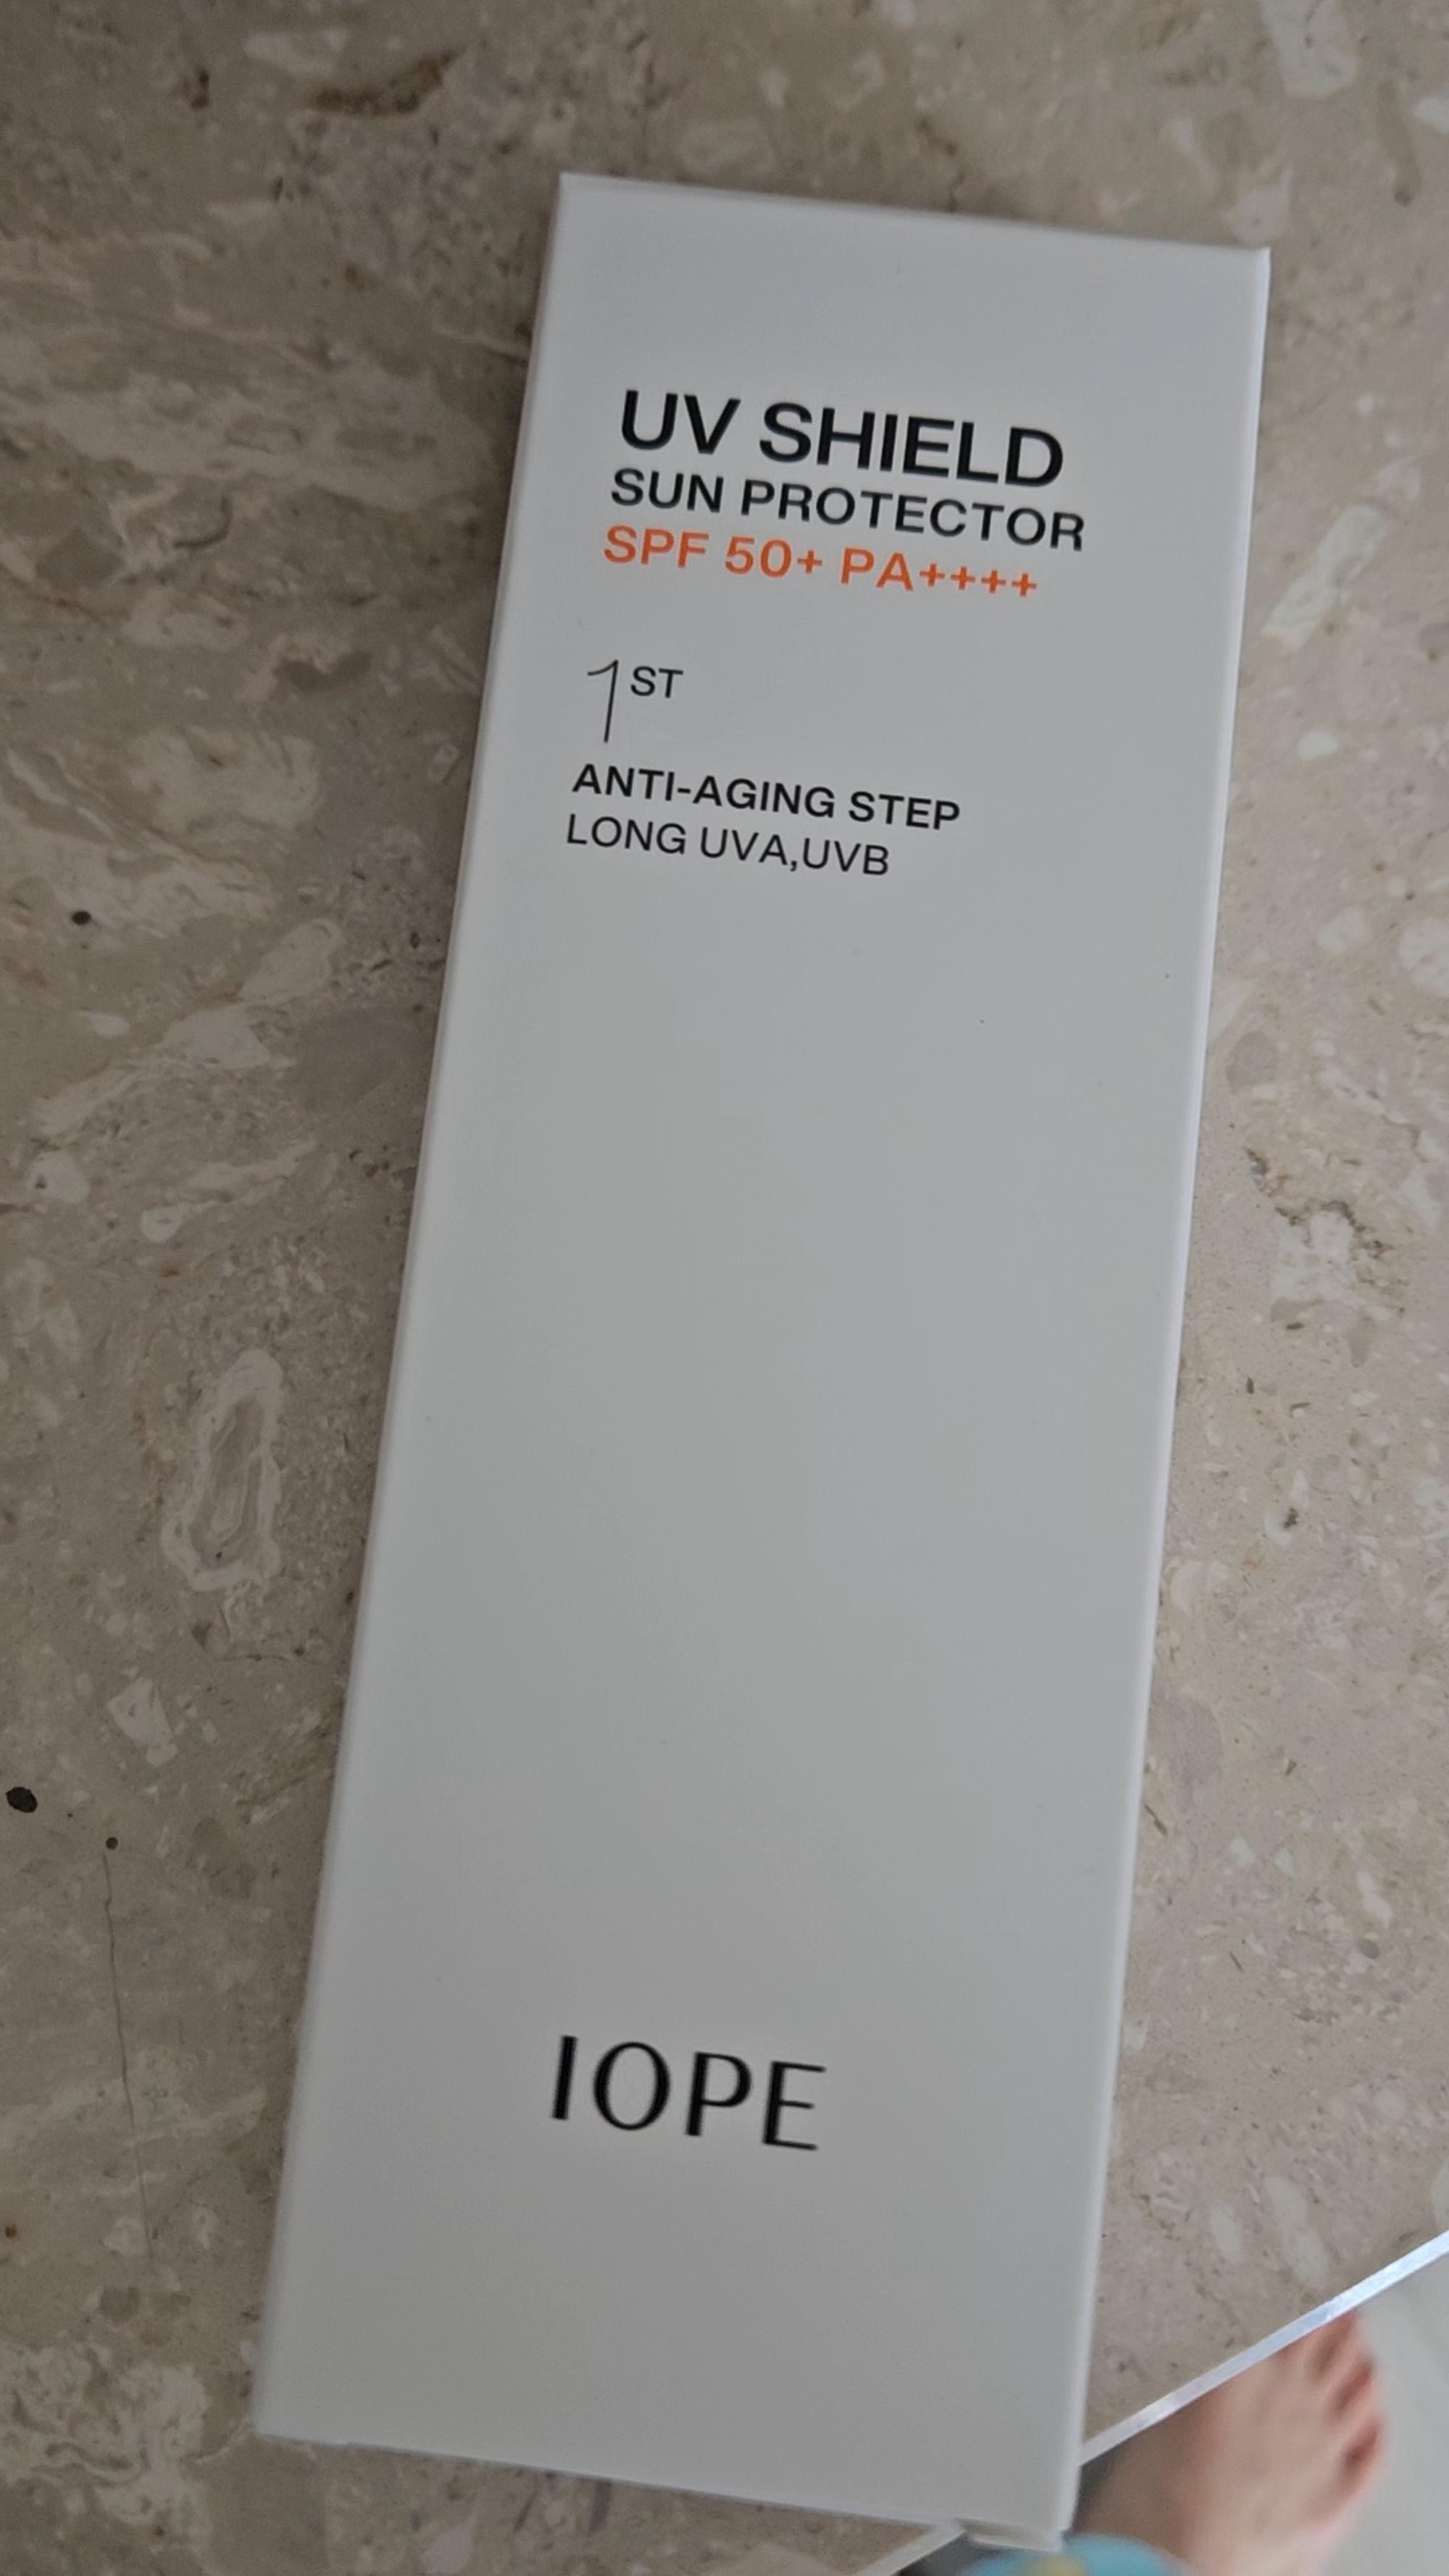 UV SHIELD
SUN PROTECTOR
SPF 50+ PA++++
1ST
ANTI-AGING STEP
LONG UVA,UVB
IOPE